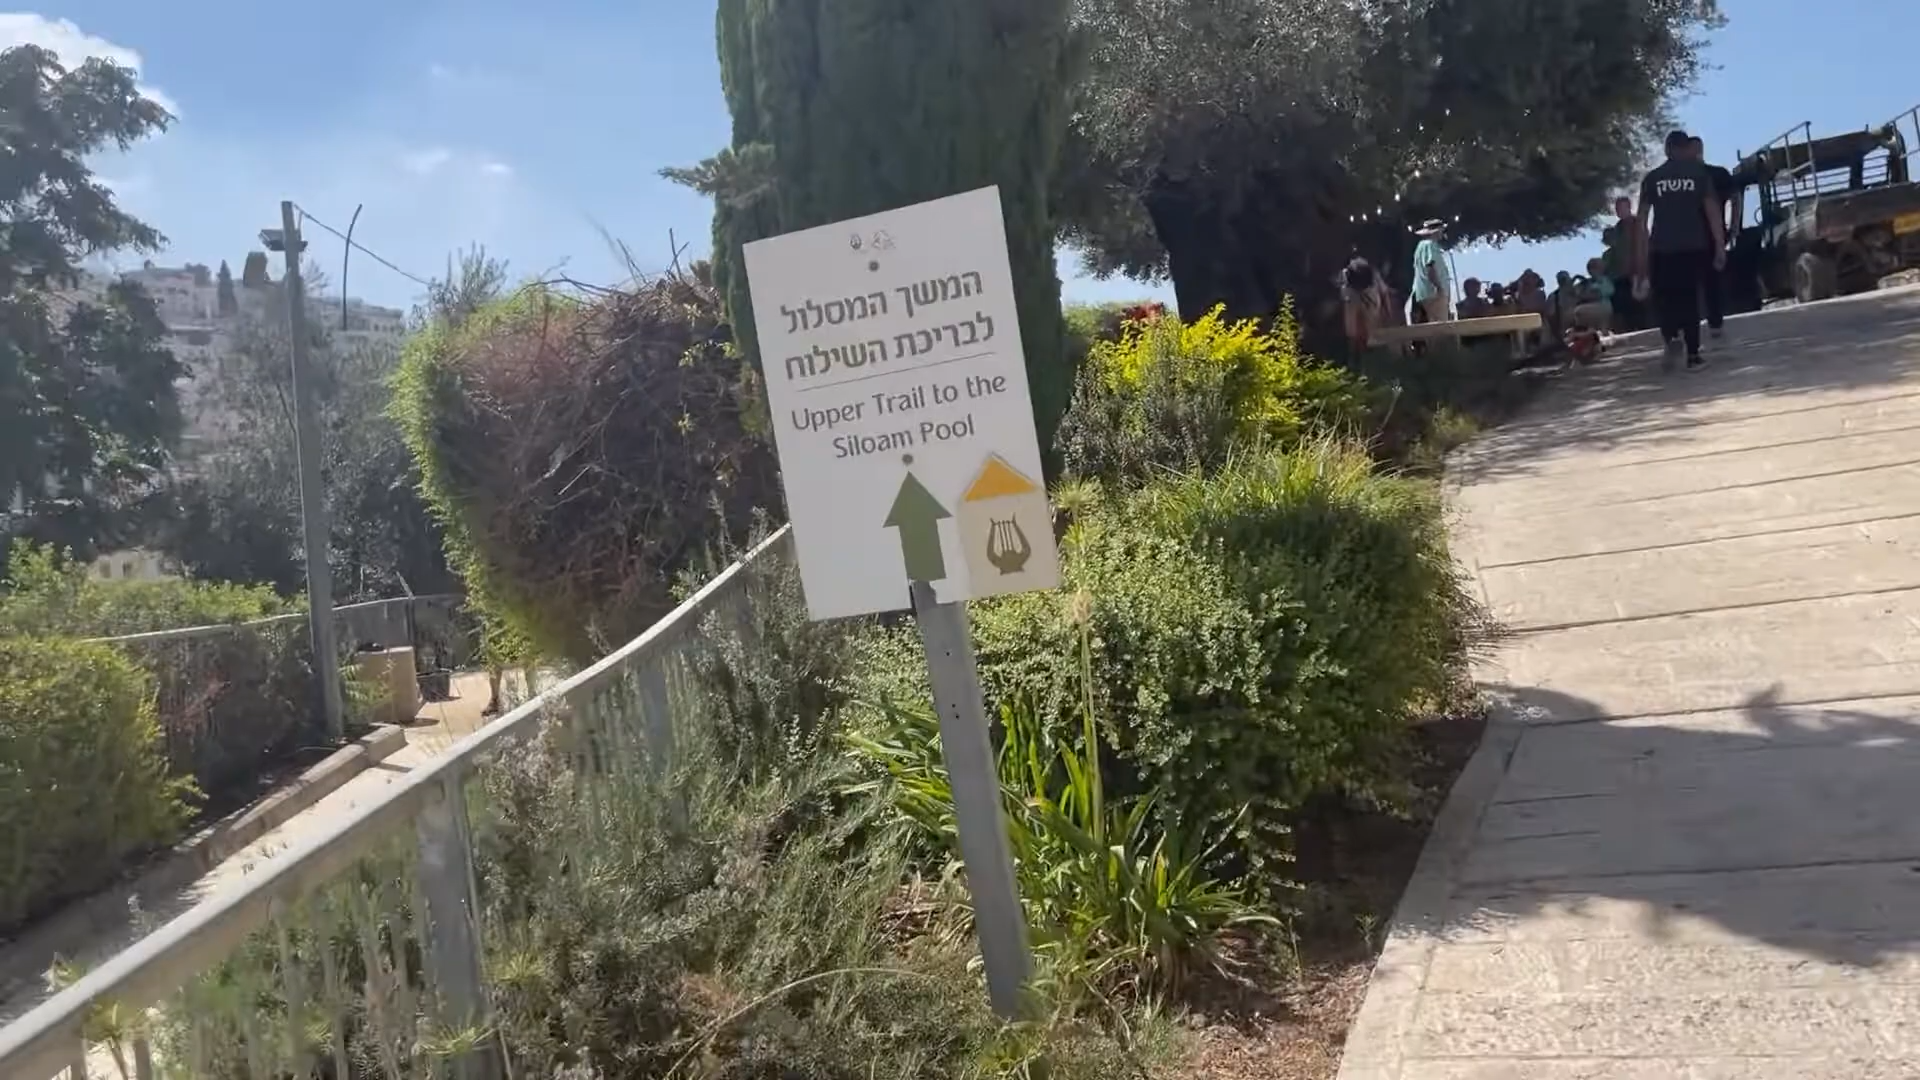 המשך המסלול
לבריכת השילוח
Upper Trail to the
Siloam Pool
משק